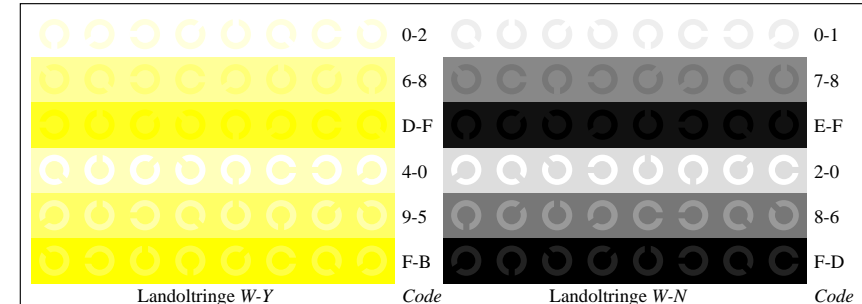 0-2 0-1
6-8 7-8
D-F E-F
4-0 2-0
9-5 8-6
F-B F-D
Landoltringe W-Y Code Landoltringe W-N Code